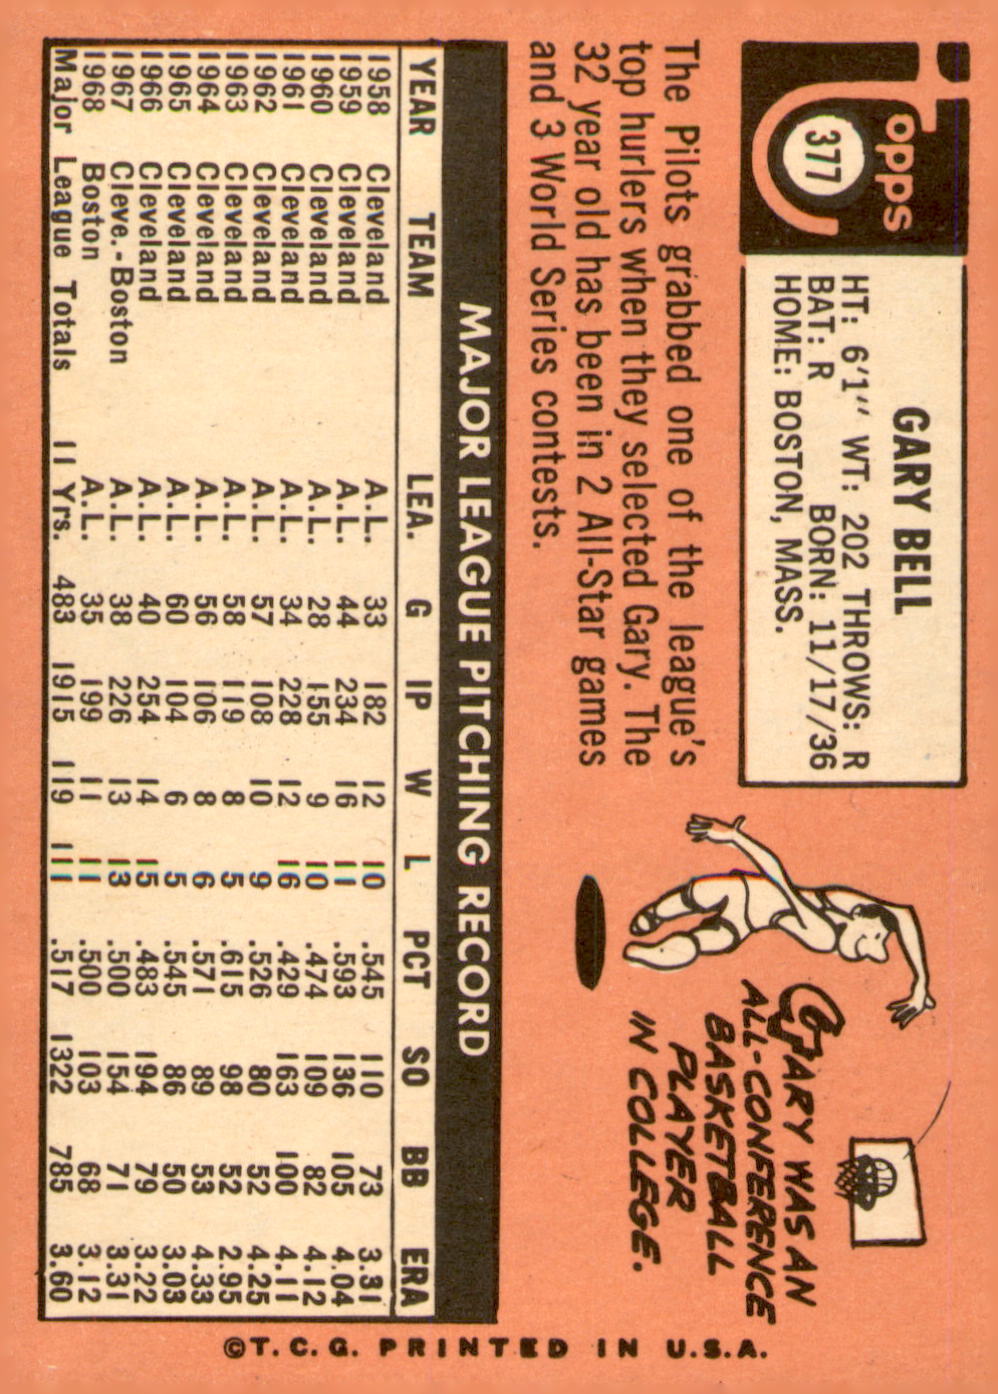 Topps
377
GARY BELL
HT: 6'1" WT: 202 THROWS: R
BAT: R BORN: 11/17/36
HOME: BOSTON, MASS.
The Pilots grabbed one of the league's
top hurlers when they selected Gary. The
32 year old has been in 2 All-Star games
and 3 World Series contests.
GARY WAS AN
ALL-CONFERENCE
BASKETBALL
PLAYER
IN COLLEGE.
MAJOR LEAGUE PITCHING RECORD
YEAR TEAM LEA. G IP W L PCT SO BB ERA
1958 Cleveland A.L. 33 182 12 10 .545 110 73 3.31
1959 Cleveland A.L. 44 234 16 11 .593 136 105 4.04
1960 Cleveland A.L. 28 155 9 10 .474 109 82 4.12
1961 Cleveland A.L. 34 228 12 16 .429 163 100 4.11
1962 Cleveland A.L. 57 108 10 9 .526 80 52 4.25
1963 Cleveland A.L. 58 119 8 5 .615 98 52 2.95
1964 Cleveland A.L. 56 106 8 6 .571 89 53 4.33
1965 Cleveland A.L. 60 104 6 5 .545 86 50 3.03
1966 Cleveland A.L. 40 254 14 15 .483 194 79 3.22
1967 Cleve.-Boston A.L. 38 226 13 13 .500 154 71 3.31
1968 Boston A.L. 35 199 11 11 .500 103 68 3.12
Major League Totals 11 Yrs. 483 1915 119 111 .517 1322 785 3.60
©T.C.G. PRINTED IN U.S.A.